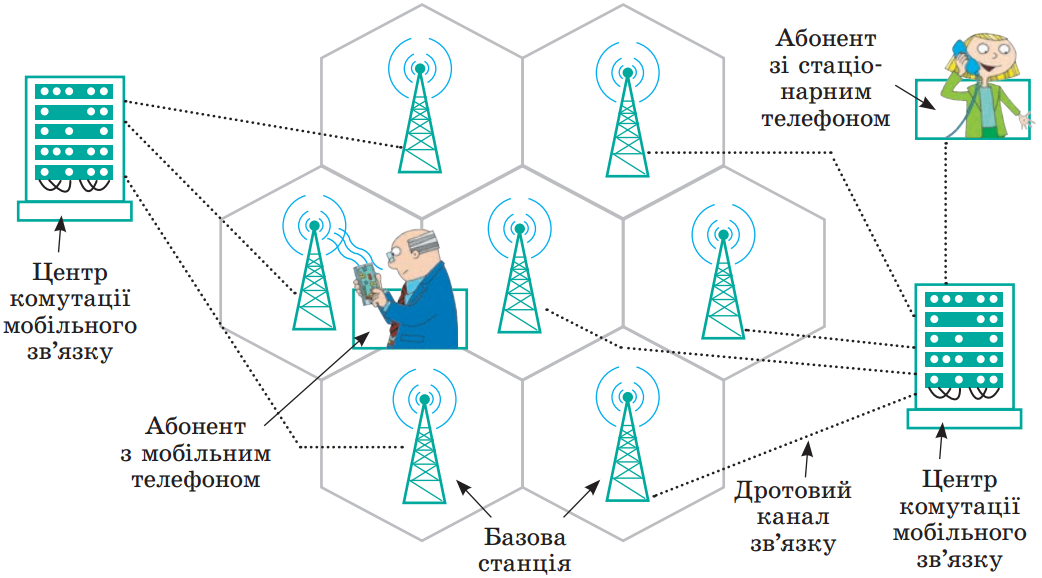 Абонент
зі стаціо-
нарним
телефоном
Центр
комутації
мобільного
зв’язку
Абонент
з мобільним
телефоном
Базова
станція
Дротовий
канал
зв’язку
Центр
комутації
мобільного
зв’язку